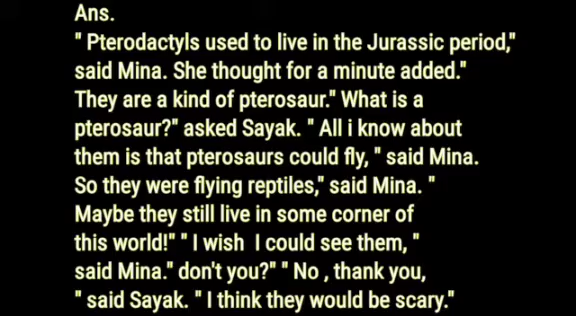 Ans.
" Pterodactyls used to live in the Jurassic period,"
said Mina. She thought for a minute added."
They are a kind of pterosaur." What is a
pterosaur?" asked Sayak. " All i know about
them is that pterosaurs could fly, " said Mina.
So they were flying reptiles," said Mina. "
Maybe they still live in some corner of
this world!" " I wish  I could see them, "
said Mina." don't you?" " No , thank you,
" said Sayak. " I think they would be scary."